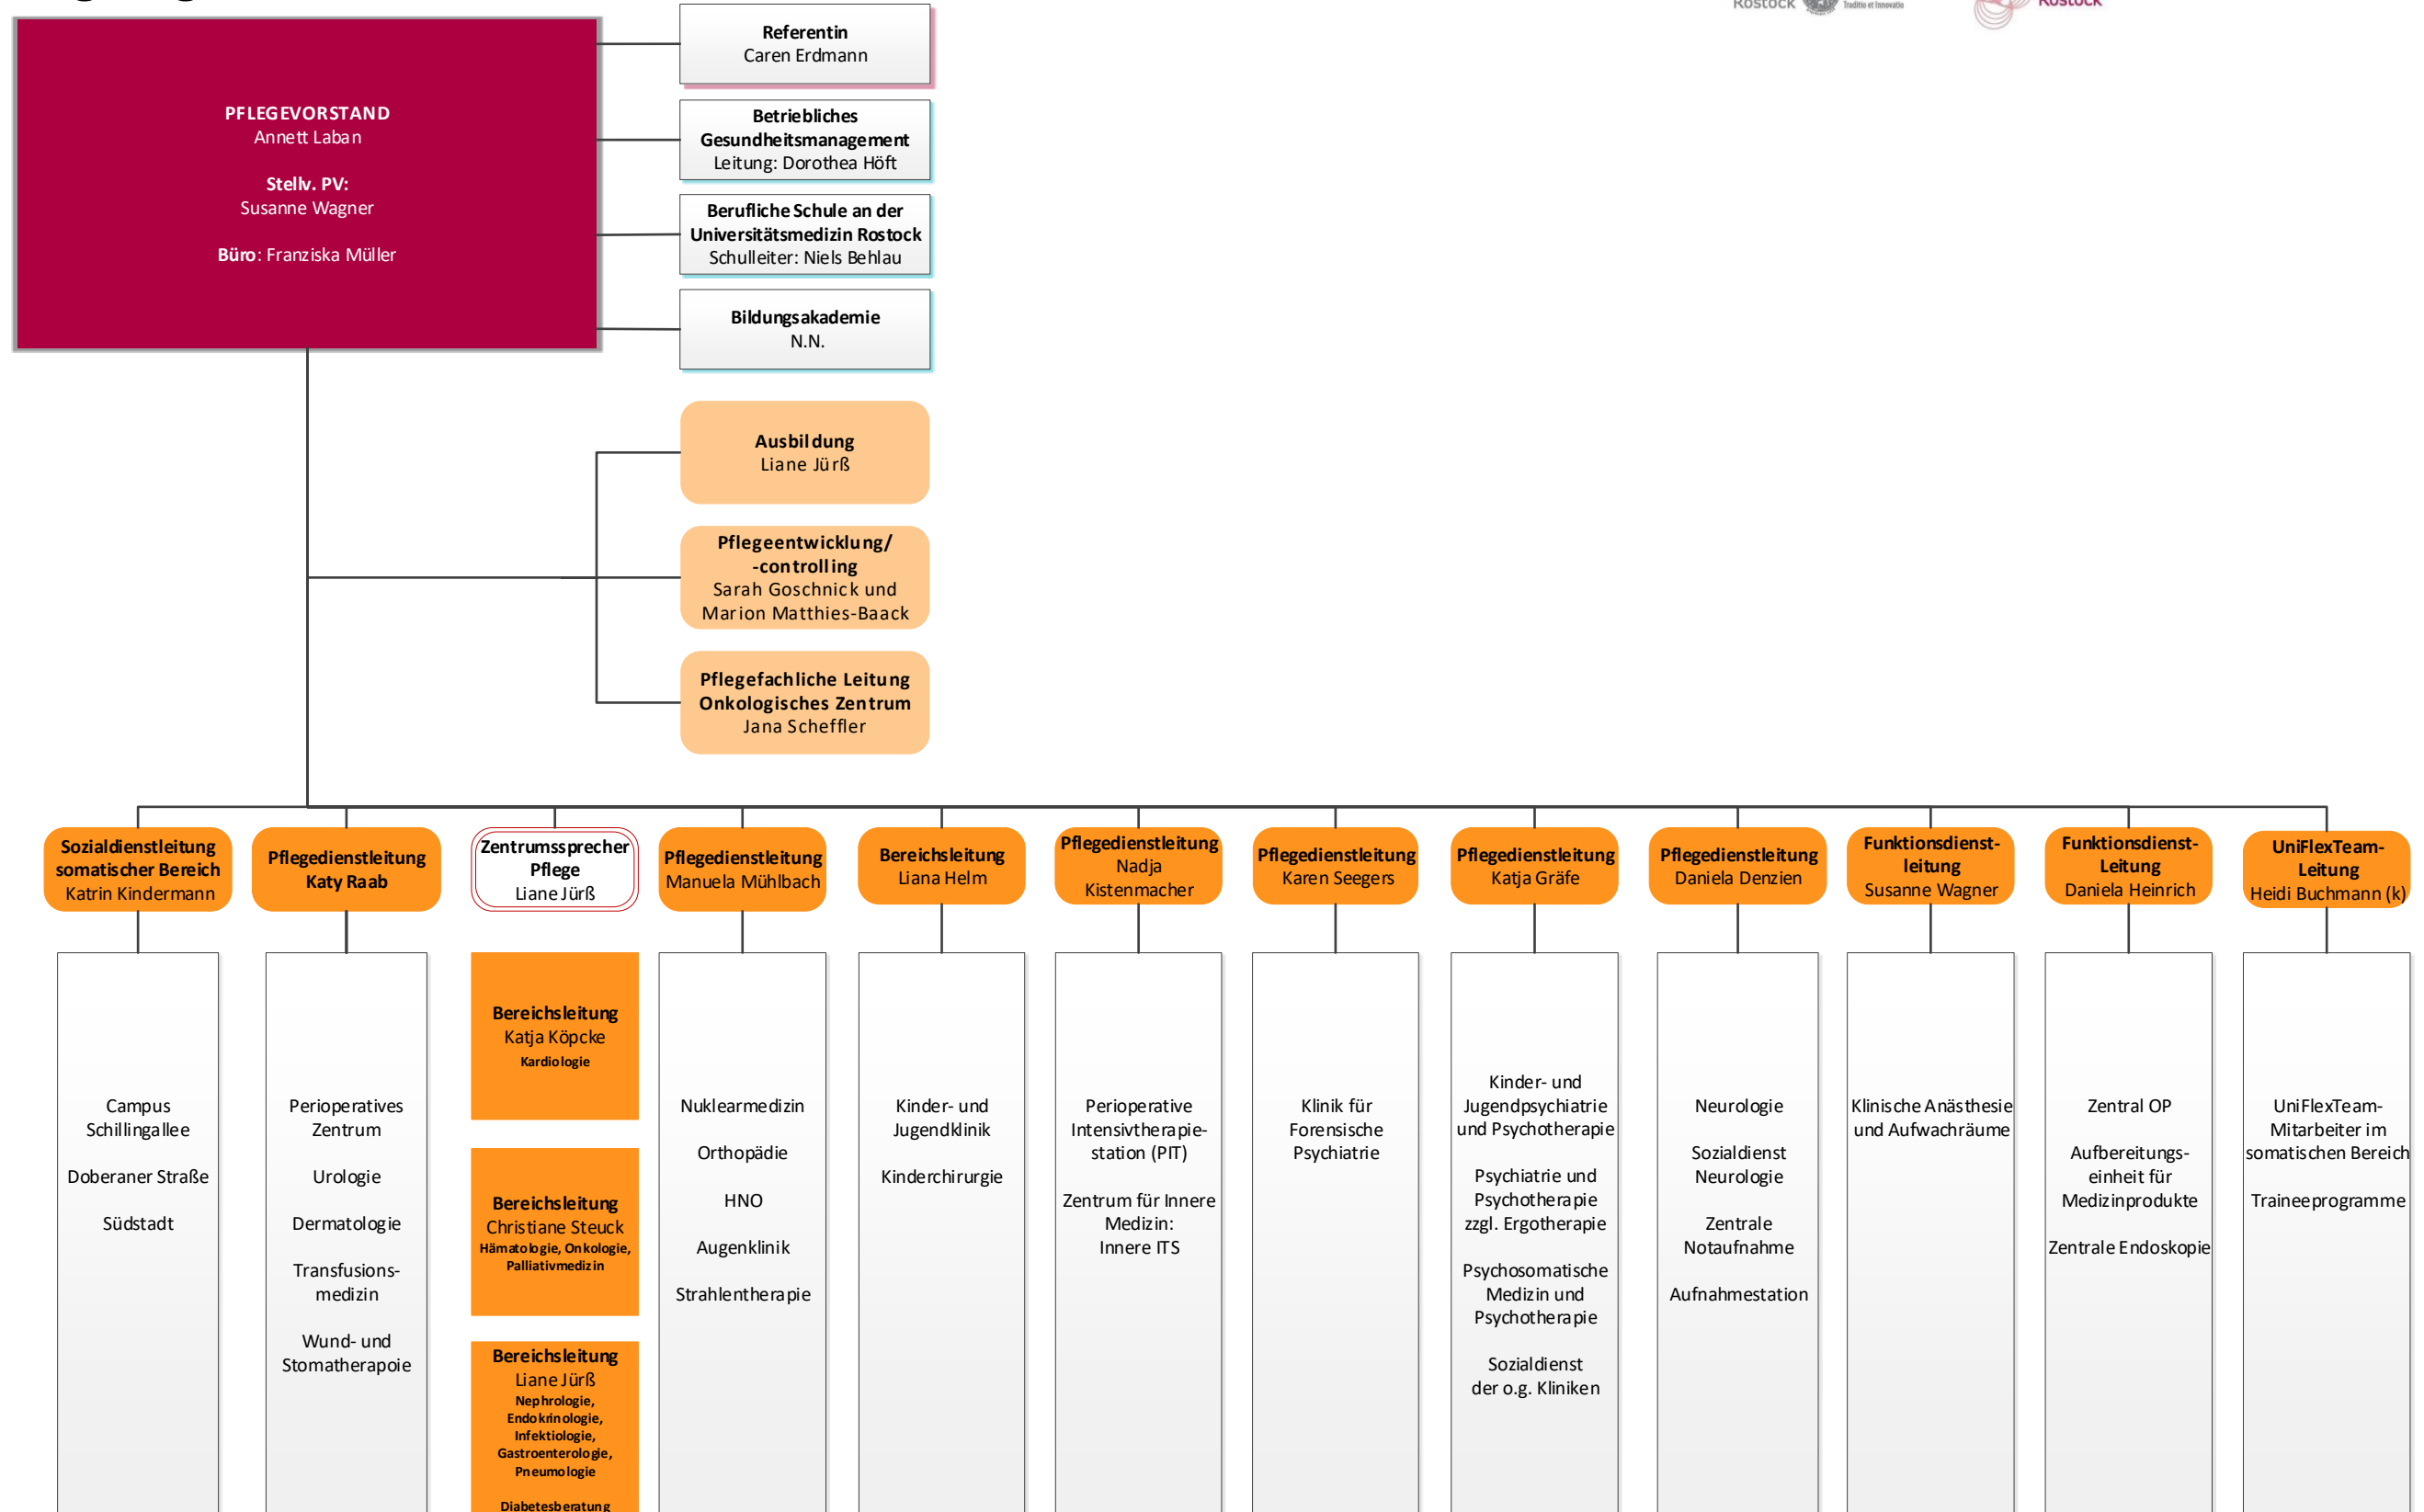 ROSTOCK
Traditio et Innovatio
Rostock
PFLEGEVORSTAND
Annett Laban
Stellv. PV:
Susanne Wagner
Büro: Franziska Müller
Referentin
Caren Erdmann
Betriebliches
Gesundheitsmanagement
Leitung: Dorothea Höft
Berufliche Schule an der
Universitätsmedizin Rostock
Schulleiter: Niels Behlau
Bildungsakademie
N.N.
Ausbildung
Liane Jürß
Pflegeentwicklung/
-controlling
Sarah Goschnick und
Marion Matthies-Baack
Pflegefachliche Leitung
Onkologisches Zentrum
Jana Scheffler
Sozialdienstleitung
somatischer Bereich
Katrin Kindermann
Pflegedienstleitung
Katy Raab
Zentrumssprecher
Pflege
Liane Jürß
Pflegedienstleitung
Manuela Mühlbach
Bereichsleitung
Liana Helm
Pflegedienstleitung
Nadja
Kistenmacher
Pflegedienstleitung
Karen Seegers
Pflegedienstleitung
Katja Gräfe
Pflegedienstleitung
Daniela Denzien
Funktionsdienst-
leitung
Susanne Wagner
Funktionsdienst-
Leitung
Daniela Heinrich
UniFlexTeam-
Leitung
Heidi Buchmann (k)
Campus
Schillingallee
Doberaner Straße
Südstadt
Perioperatives
Zentrum
Urologie
Dermatologie
Transfusions-
medizin
Wund- und
Stomatherapoie
Bereichsleitung
Katja Köpcke
Kardiologie
Bereichsleitung
Christiane Steuck
Hämatologie, Onkologie,
Palliativmedizin
Bereichsleitung
Liane Jürß
Nephrologie,
Endokrinologie,
Infektiologie,
Gastroenterologie,
Pneumologie
Diabetesberatung
Nuklearmedizin
Orthopädie
HNO
Augenklinik
Strahlentherapie
Kinder- und
Jugendklinik
Kinderchirurgie
Perioperative
Intensivtherapie-
station (PIT)
Zentrum für Innere
Medizin:
Innere ITS
Klinik für
Forensische
Psychiatrie
Kinder- und
Jugendpsychiatrie
und Psychotherapie
Psychiatrie und
Psychotherapie
zzgl. Ergotherapie
Psychosomatische
Medizin und
Psychotherapie
Sozialdienst
der o.g. Kliniken
Neurologie
Sozialdienst
Neurologie
Zentrale
Notaufnahme
Aufnahmestation
Klinische Anästhesie
und Aufwachräume
Zentral OP
Aufbereitungs-
einheit für
Medizinprodukte
Zentrale Endoskopie
UniFlexTeam-
Mitarbeiter im
somatischen Bereich
Traineeprogramme